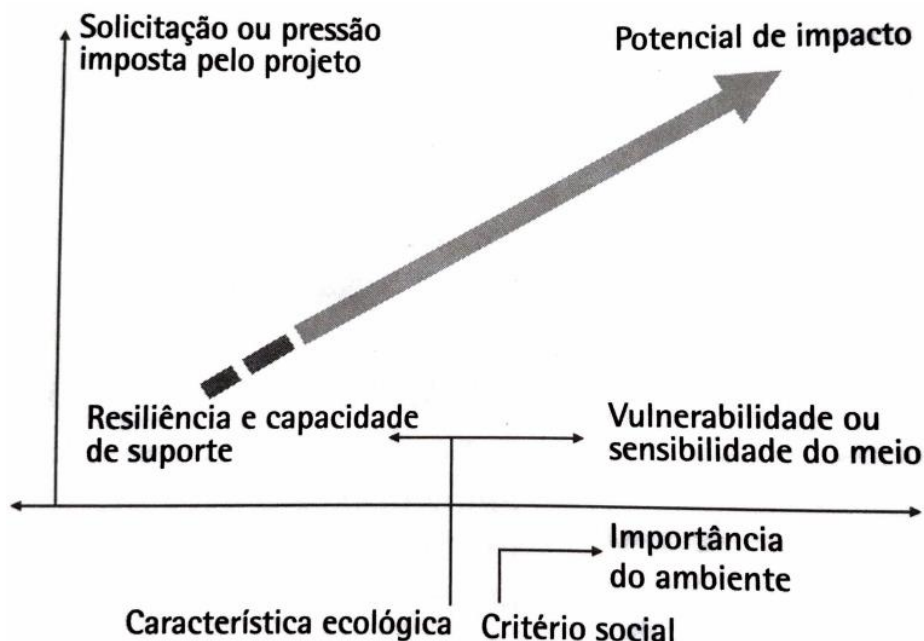 Solicitação ou pressão
imposta pelo projeto
Potencial de impacto
Resiliência e capacidade
de suporte
Vulnerabilidade ou
sensibilidade do meio
Importância
do ambiente
Característica ecológica
Critério social